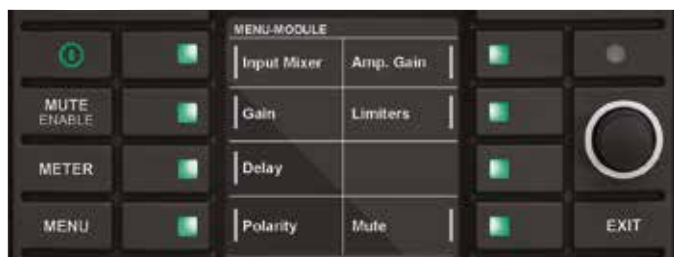 MENU-MODULE
Input Mixer
Amp. Gain
MUTE
ENABLE
Gain
Limiters
METER
Delay
MENU
Polarity
Mute
EXIT